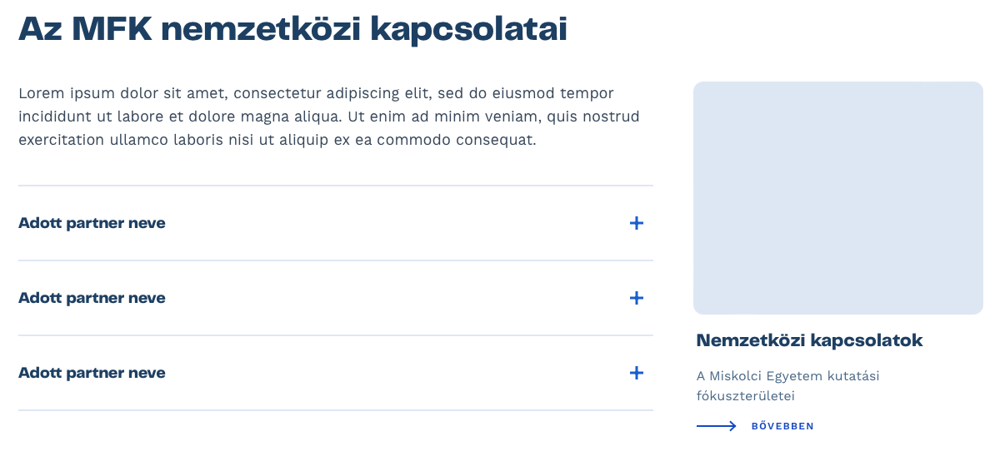 Az MFK nemzetközi kapcsolatai
Lorem ipsum dolor sit amet, consectetur adipiscing elit, sed do eiusmod tempor
incididunt ut labore et dolore magna aliqua. Ut enim ad minim veniam, quis nostrud
exercitation ullamco laboris nisi ut aliquip ex ea commodo consequat.
Adott partner neve
Adott partner neve
Adott partner neve
Nemzetközi kapcsolatok
A Miskolci Egyetem kutatási
fókuszterületei
BŐVEBBEN